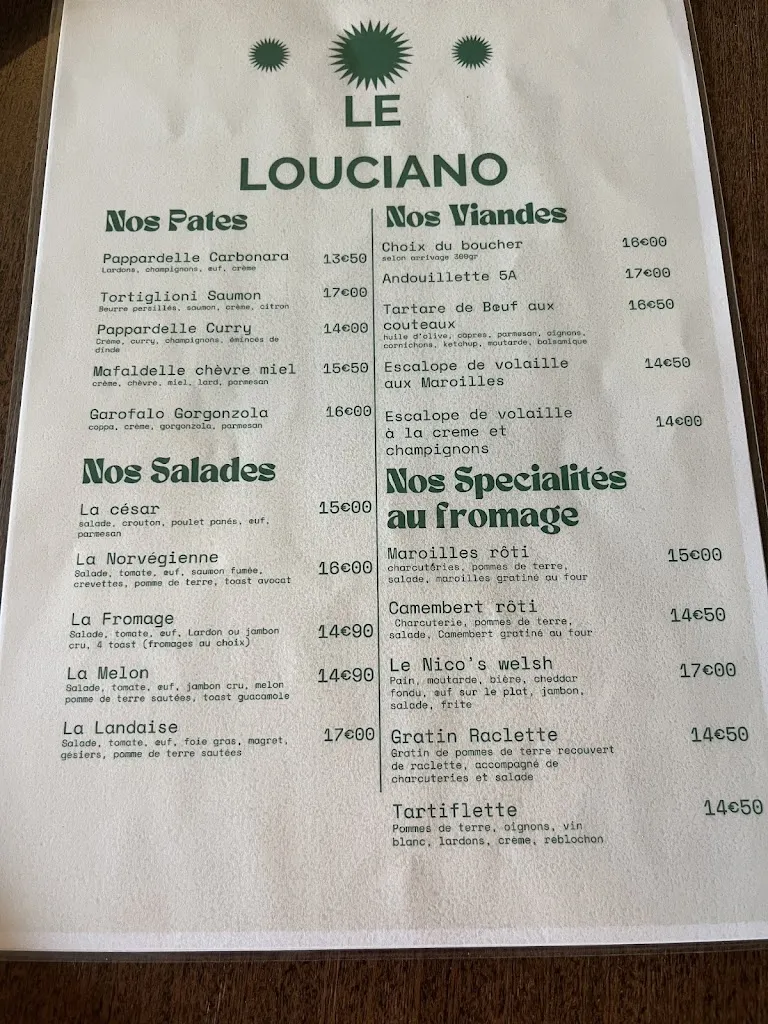 LE
LOUCIANO
Nos Pates
Pappardelle Carbonara 13€50
Lardons, champignons, œuf, crème
Tortiglioni Saumon 17€00
Beurre persillés, saumon, crème, citron
Pappardelle Curry 14€00
Crème, curry, champignons, émincés de
dinde
Mafaldelle chèvre miel 15€50
crème, chèvre, miel, lard, parmesan
Garofalo Gorgonzola 16€00
coppa, crème, gorgonzola, parmesan
Nos Salades
La césar 15€00
salade, crouton, poulet panés, œuf,
parmesan
La Norvégienne 16€00
Salade, tomate, œuf, saumon fumée,
crevettes, pomme de terre, toast avocat
La Fromage 14€90
Salade, tomate, œuf, Lardon ou jambon
cru, 4 toast (fromages au choix)
La Melon 14€90
Salade, tomate, œuf, jambon cru, melon
pomme de terre sautées, toast guacamole
La Landaise 17€00
Salade, tomate, œuf, foie gras, magret,
gésiers, pomme de terre sautées
Nos Viandes
Choix du boucher 16€00
selon arrivage 300gr
Andouillette 5A 17€00
Tartare de Bœuf aux 16€50
couteaux
huile d'olive, capres, parmesan, oignons,
cornichons, ketchup, moutarde, balsamique
Escalope de volaille 14€50
aux Maroilles
Escalope de volaille 14€00
à la creme et
champignons
Nos Specialités
au fromage
Maroilles rôti 15€00
charcutéries, pommes de terre,
salade, maroilles gratiné au four
Camembert rôti 14€50
Charcuterie, pommes de terre,
salade, Camembert gratiné au four
Le Nico's welsh 17€00
Pain, moutarde, bière, cheddar
fondu, œuf sur le plat, jambon,
salade, frite
Gratin Raclette 14€50
Gratin de pommes de terre recouvert
de raclette, accompagné de
charcuteries et salade
Tartiflette 14€50
Pommes de terre, oignons, vin
blanc, lardons, crème, réblochon